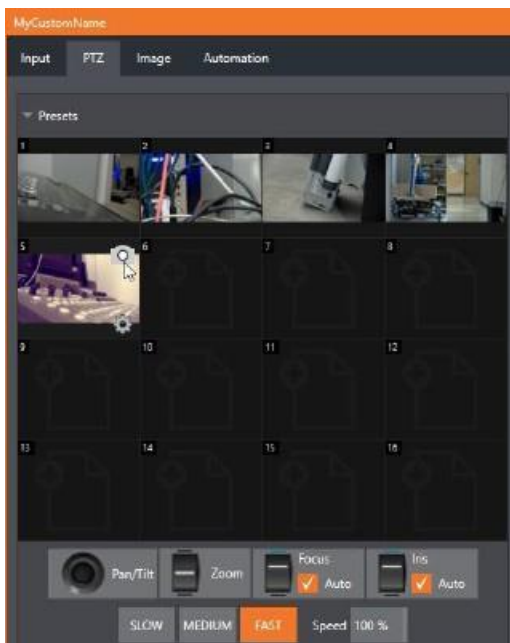 MyCustomName
Input PTZ Image Automation
Presets
1 2 3 4
5 6 7 8
9 10 11 12
13 14 15 16
Pan/Tilt Zoom Focus Auto Iris Auto
SLOW MEDIUM FAST Speed 100 %